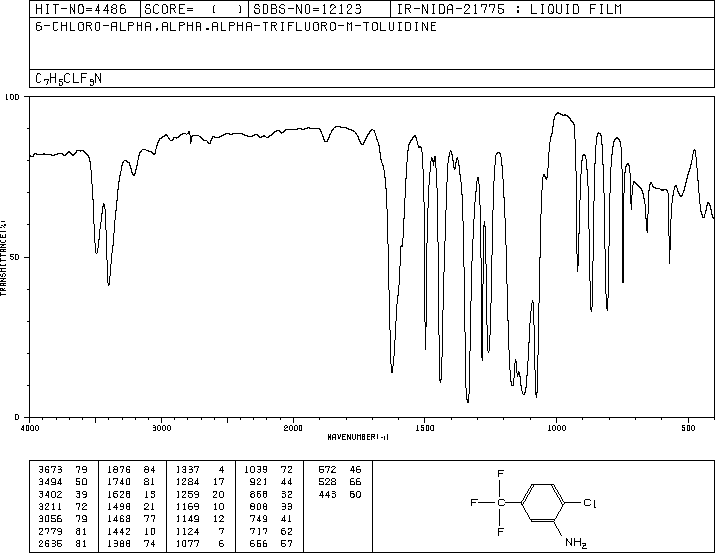 HIT-NO=4486 SCORE= ( ) SDBS-NO=12123 IR-NIDA-21775 : LIQUID FILM
6-CHLORO-ALPHA,ALPHA,ALPHA-TRIFLUORO-M-TOLUIDINE
C7H5CLF3N
100
TRANSMITTANCE(%)
50
0
4000 3000 2000 1500 1000 500
WAVENUMBER(-1)
3673 79 1876 84 1337 4 1039 72 672 46
3494 50 1740 81 1284 17 921 44 528 66
3402 39 1628 15 1259 20 868 32 443 60
3211 72 1498 21 1169 10 808 33
3056 79 1468 77 1149 12 749 41
2779 81 1442 10 1124 7 717 62
2635 81 1388 74 1077 6 656 57
F
F C Cl
F
NH2